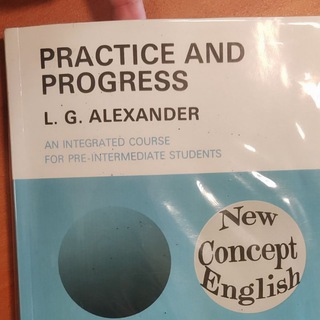 PRACTICE AND
PROGRESS
L. G. ALEXANDER
AN INTEGRATED COURSE
FOR PRE-INTERMEDIATE STUDENTS
New
Concept
English